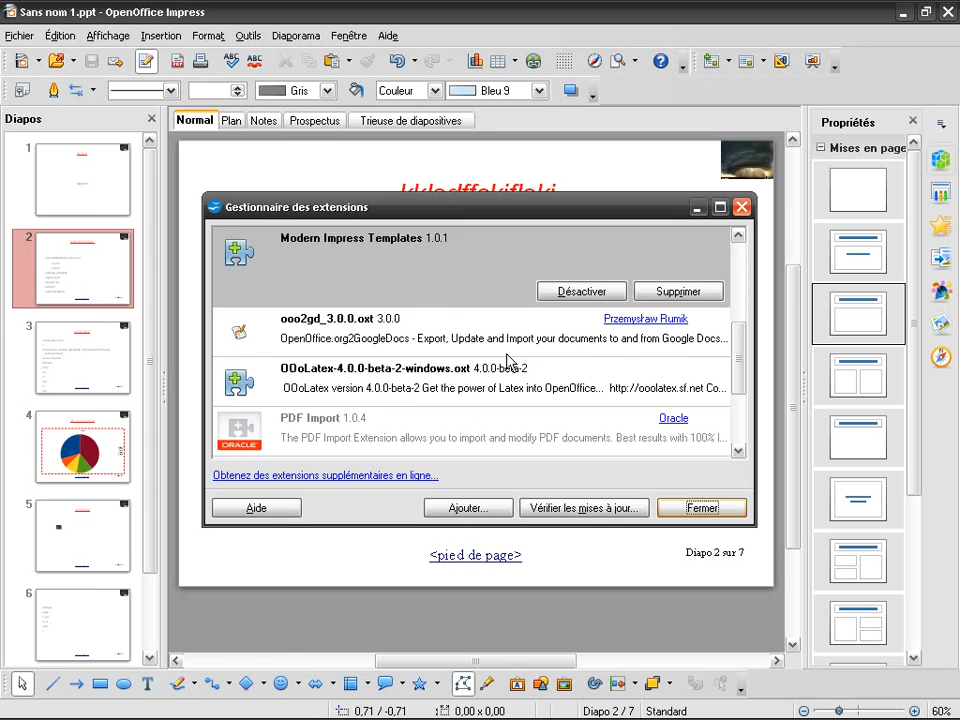 Sans nom 1.ppt - OpenOffice Impress
Fichier Édition Affichage Insertion Format Outils Diaporama Fenêtre Aide
Gris Couleur Bleu 9
Diapos
Normal Plan Notes Prospectus Trieuse de diapositives
Propriétés
Mises en page
Gestionnaire des extensions
Modern Impress Templates 1.0.1
Désactiver Supprimer
ooo2gd_3.0.0.oxt 3.0.0 Przemysław Rumik
OpenOffice.org2GoogleDocs - Export, Update and Import your documents to and from Google Docs...
OOoLatex-4.0.0-beta-2-windows.oxt 4.0.0-beta-2
OOoLatex version 4.0.0-beta-2 Get the power of Latex into OpenOffice... http://ooolatex.sf.net Co...
PDF Import 1.0.4 Oracle
ORACLE
The PDF Import Extension allows you to import and modify PDF documents. Best results with 100% l...
Obtenez des extensions supplémentaires en ligne...
Aide Ajouter... Vérifier les mises à jour... Fermer
<pied de page>
Diapo 2 sur 7
1
2
3
4
5
6
0,71 / -0,71 0,00 x 0,00 Diapo 2 / 7 Standard 60%